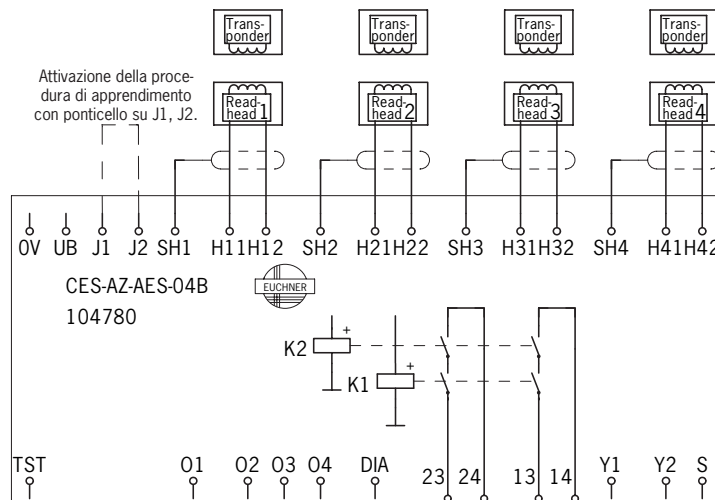 Trans-
ponder
Trans-
ponder
Trans-
ponder
Trans-
ponder
Attivazione della proce-
dura di apprendimento
con ponticello su J1, J2.
Read-
head 1
Read-
head 2
Read-
head 3
Read-
head 4
0V UB J1 J2 SH1 H11 H12 SH2 H21 H22 SH3 H31 H32 SH4 H41 H42
CES-AZ-AES-04B
EUCHNER
104780
K2 +
K1 +
TST O1 O2 O3 O4 DIA 23 24 13 14 Y1 Y2 S